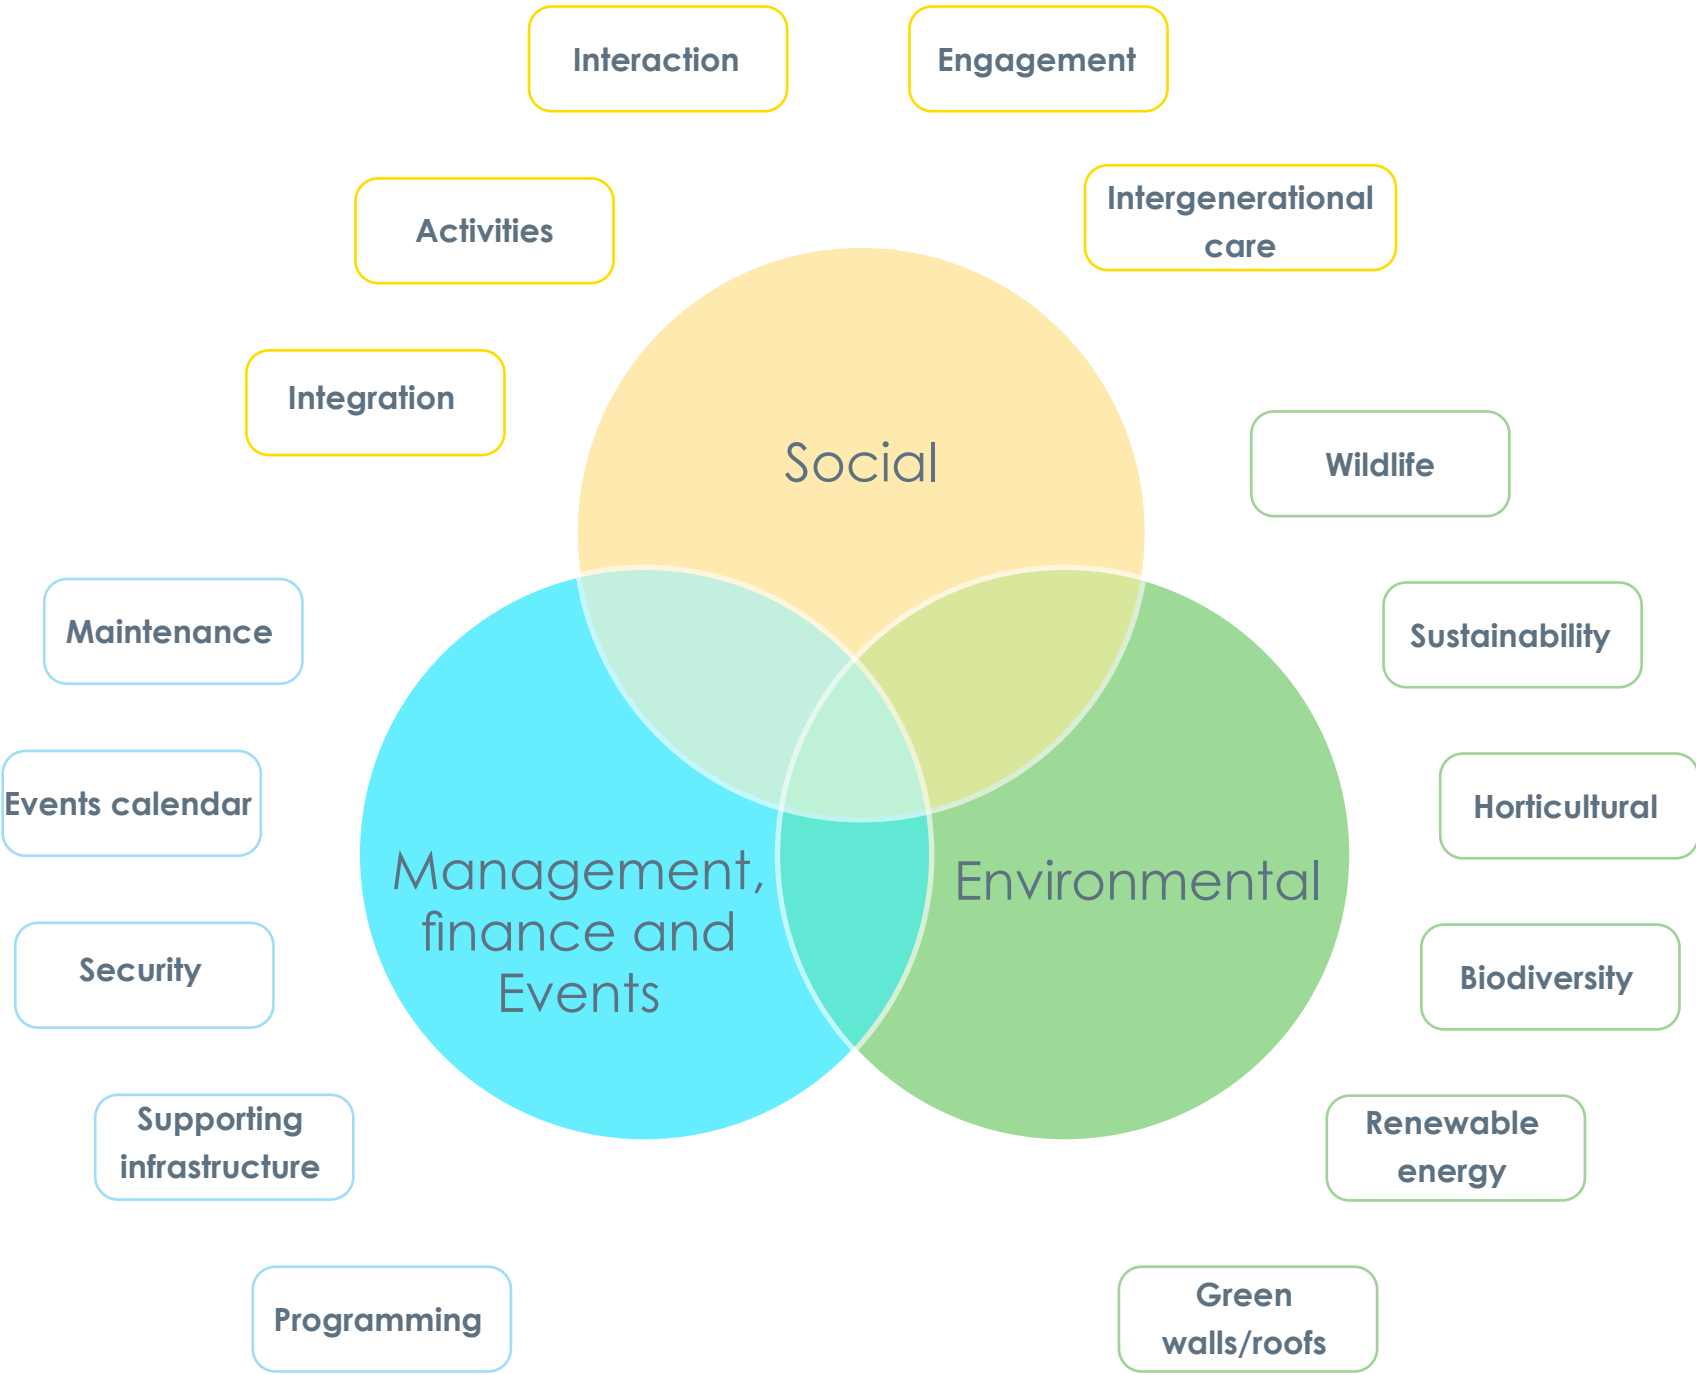 Interaction
Engagement
Intergenerational
care
Activities
Integration
Social
Wildlife
Maintenance
Sustainability
Events calendar
Horticultural
Management,
finance and
Events
Environmental
Security
Biodiversity
Supporting
infrastructure
Renewable
energy
Programming
Green
walls/roofs